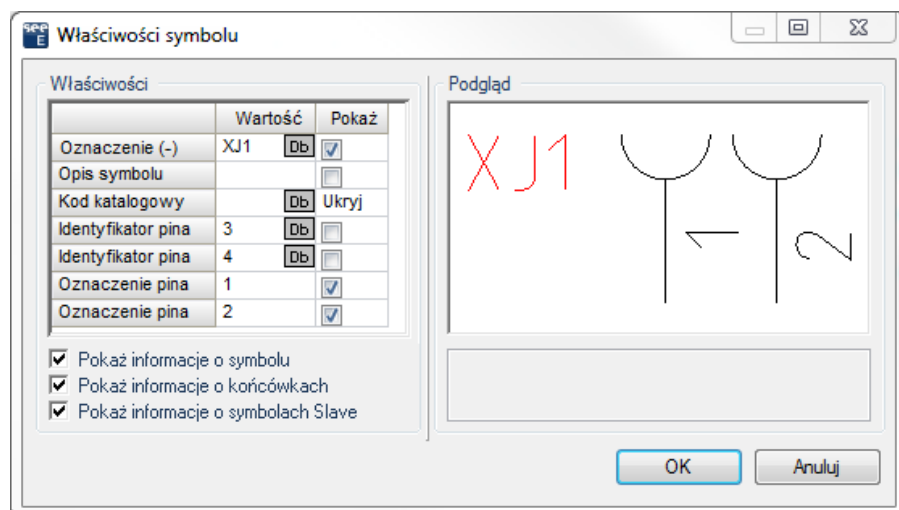 see
E
Właściwości symbolu
Właściwości
Wartość Pokaż
Oznaczenie (-) XJ1 Db
Opis symbolu
Kod katalogowy Db Ukryj
Identyfikator pina 3 Db
Identyfikator pina 4 Db
Oznaczenie pina 1
Oznaczenie pina 2
Pokaż informacje o symbolu
Pokaż informacje o końcówkach
Pokaż informacje o symbolach Slave
Podgląd
XJ1 1 2
OK Anuluj